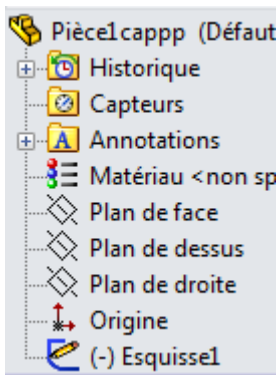 Pièce1cappp (Défaut
Historique
Capteurs
Annotations
Matériau <non sp
Plan de face
Plan de dessus
Plan de droite
Origine
(-) Esquisse1